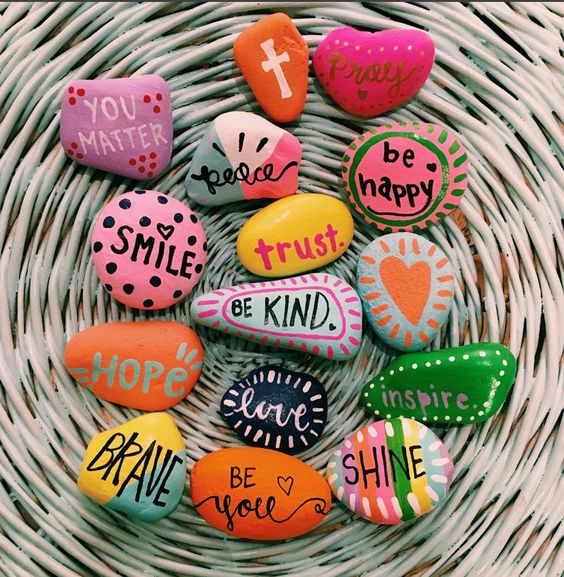 pray
YOU
MATTER
peace
be
happy
SMILE
trust.
BE KIND.
HOPE
inspire.
love
BRAVE
BE
you
SHINE